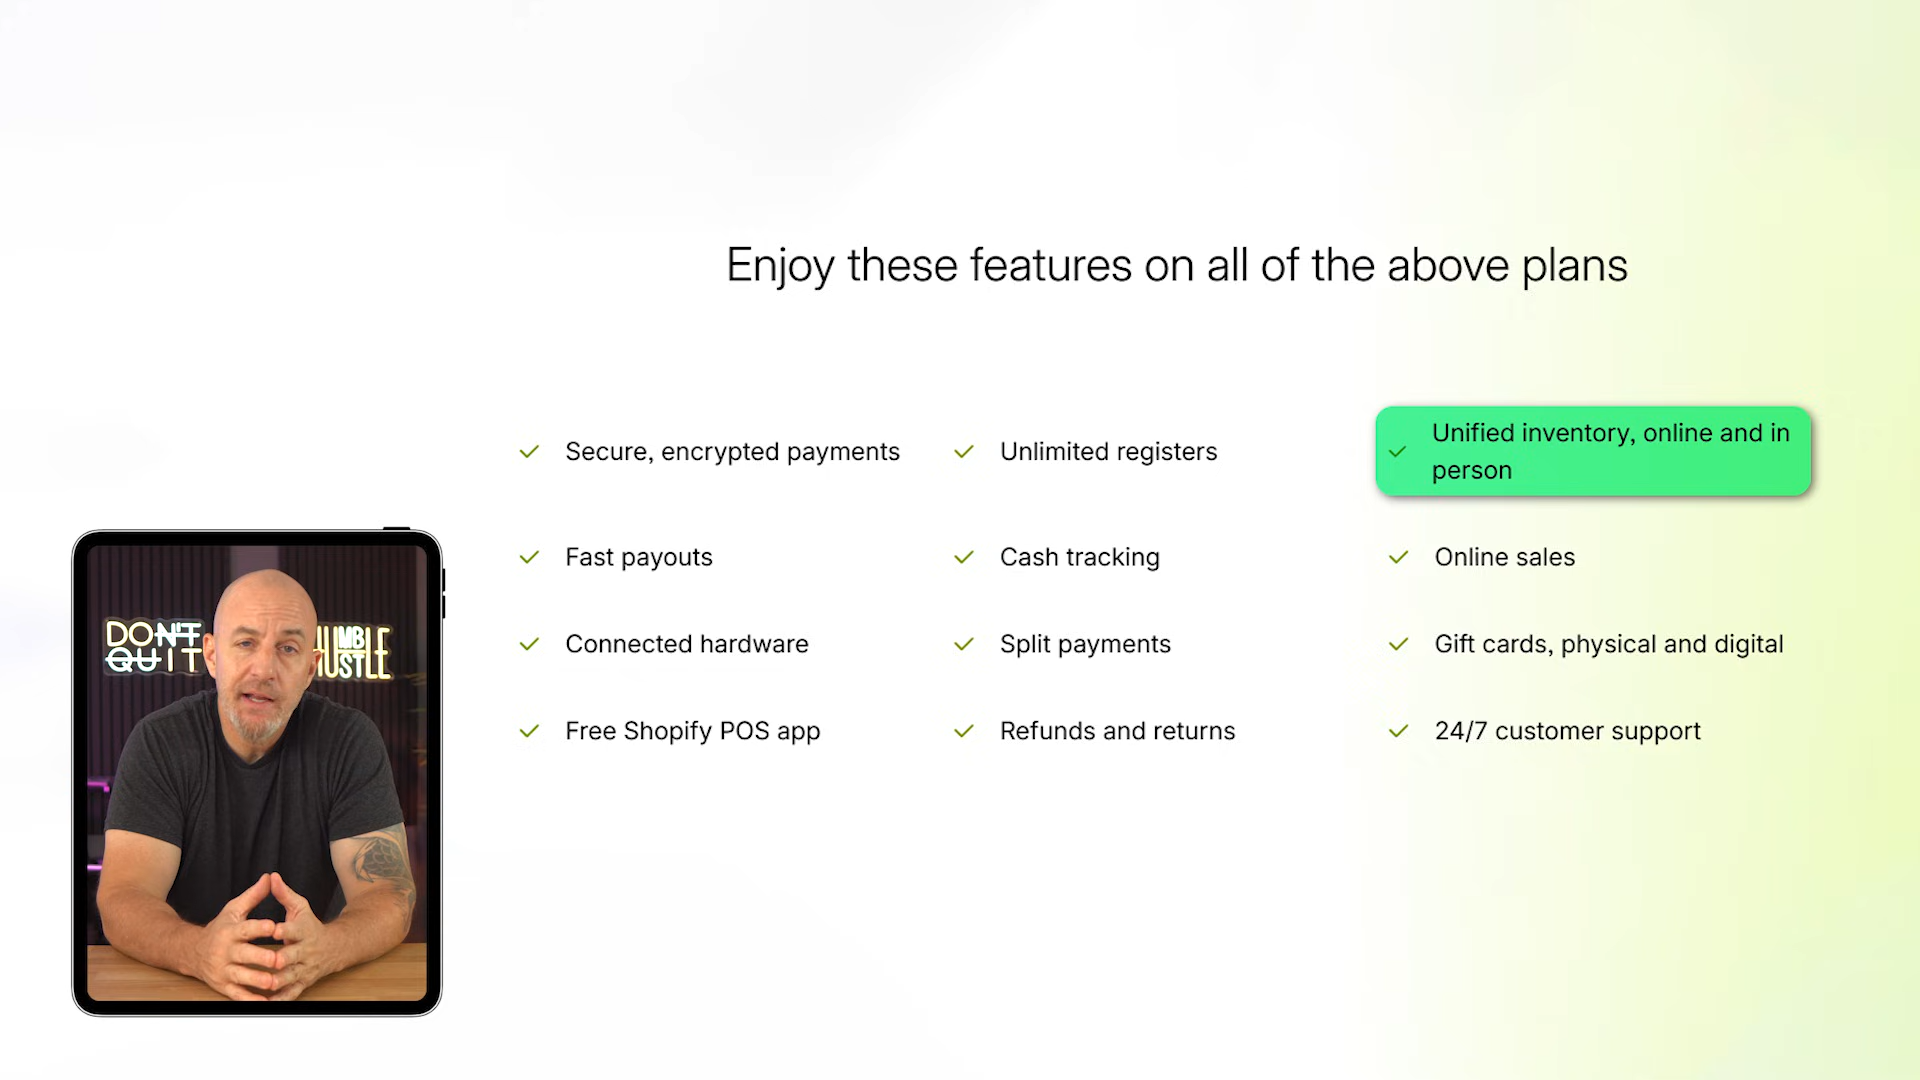 Enjoy these features on all of the above plans
Secure, encrypted payments
Unlimited registers
Unified inventory, online and in
person
Fast payouts
Cash tracking
Online sales
Connected hardware
Split payments
Gift cards, physical and digital
Free Shopify POS app
Refunds and returns
24/7 customer support
DON'T
QUIT
UMBLE
USTLE